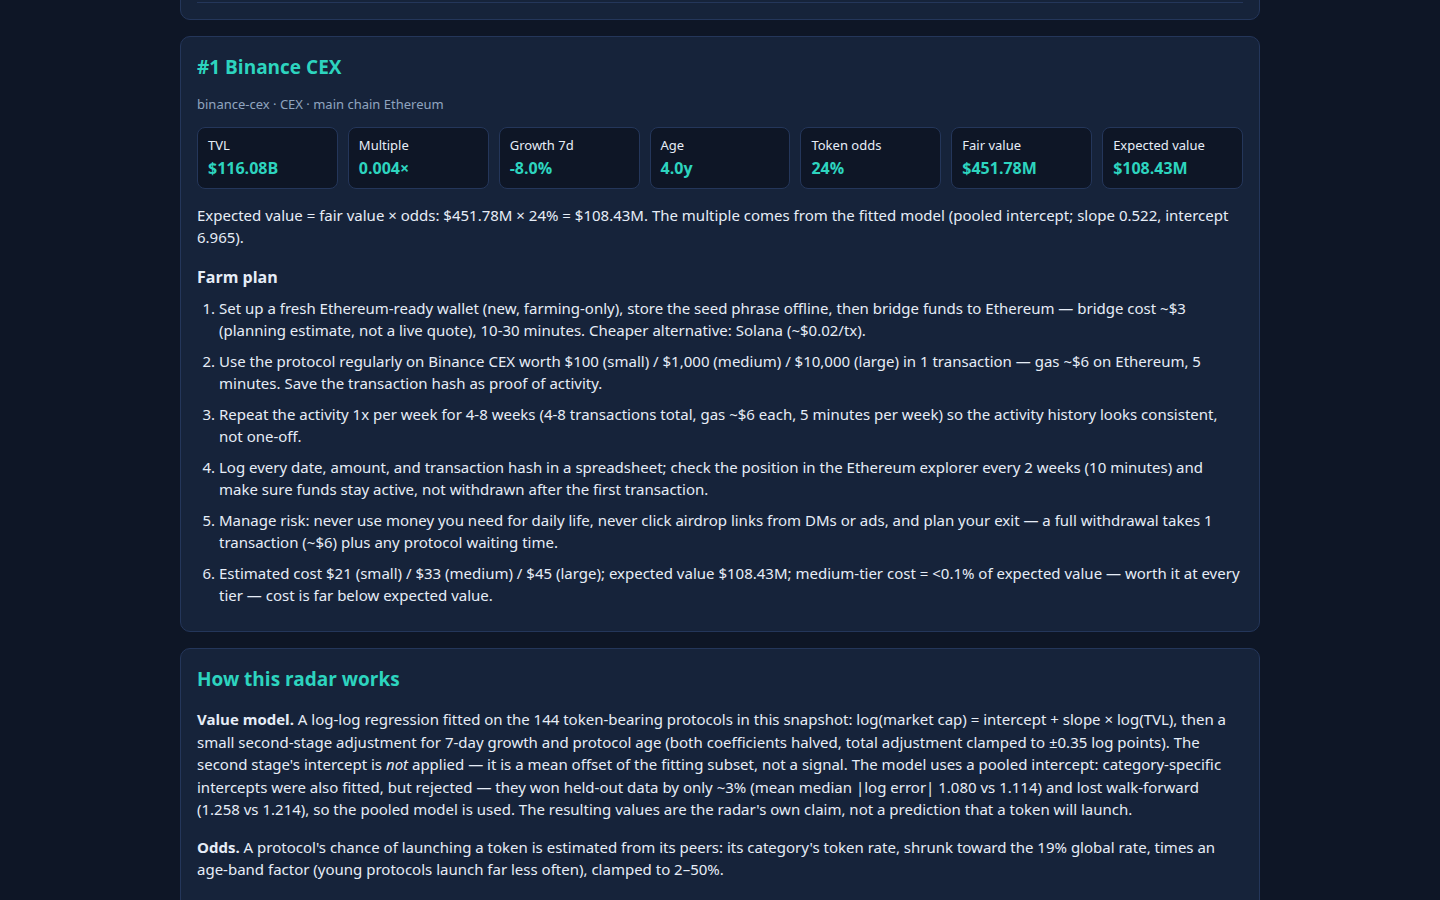 #1 Binance CEX
binance-cex · CEX · main chain Ethereum
TVL
$116.08B
Multiple
0.004×
Growth 7d
-8.0%
Age
4.0y
Token odds
24%
Fair value
$451.78M
Expected value
$108.43M
Expected value = fair value × odds: $451.78M × 24% = $108.43M. The multiple comes from the fitted model (pooled intercept; slope 0.522, intercept
6.965).
Farm plan
1. Set up a fresh Ethereum-ready wallet (new, farming-only), store the seed phrase offline, then bridge funds to Ethereum — bridge cost ~$3
(planning estimate, not a live quote), 10-30 minutes. Cheaper alternative: Solana (~$0.02/tx).
2. Use the protocol regularly on Binance CEX worth $100 (small) / $1,000 (medium) / $10,000 (large) in 1 transaction — gas ~$6 on Ethereum, 5
minutes. Save the transaction hash as proof of activity.
3. Repeat the activity 1x per week for 4-8 weeks (4-8 transactions total, gas ~$6 each, 5 minutes per week) so the activity history looks consistent,
not one-off.
4. Log every date, amount, and transaction hash in a spreadsheet; check the position in the Ethereum explorer every 2 weeks (10 minutes) and
make sure funds stay active, not withdrawn after the first transaction.
5. Manage risk: never use money you need for daily life, never click airdrop links from DMs or ads, and plan your exit — a full withdrawal takes 1
transaction (~$6) plus any protocol waiting time.
6. Estimated cost $21 (small) / $33 (medium) / $45 (large); expected value $108.43M; medium-tier cost = <0.1% of expected value — worth it at every
tier — cost is far below expected value.
How this radar works
Value model. A log-log regression fitted on the 144 token-bearing protocols in this snapshot: log(market cap) = intercept + slope × log(TVL), then a
small second-stage adjustment for 7-day growth and protocol age (both coefficients halved, total adjustment clamped to ±0.35 log points). The
second stage's intercept is not applied — it is a mean offset of the fitting subset, not a signal. The model uses a pooled intercept: category-specific
intercepts were also fitted, but rejected — they won held-out data by only ~3% (mean median |log error| 1.080 vs 1.114) and lost walk-forward
(1.258 vs 1.214), so the pooled model is used. The resulting values are the radar's own claim, not a prediction that a token will launch.
Odds. A protocol's chance of launching a token is estimated from its peers: its category's token rate, shrunk toward the 19% global rate, times an
age-band factor (young protocols launch far less often), clamped to 2–50%.